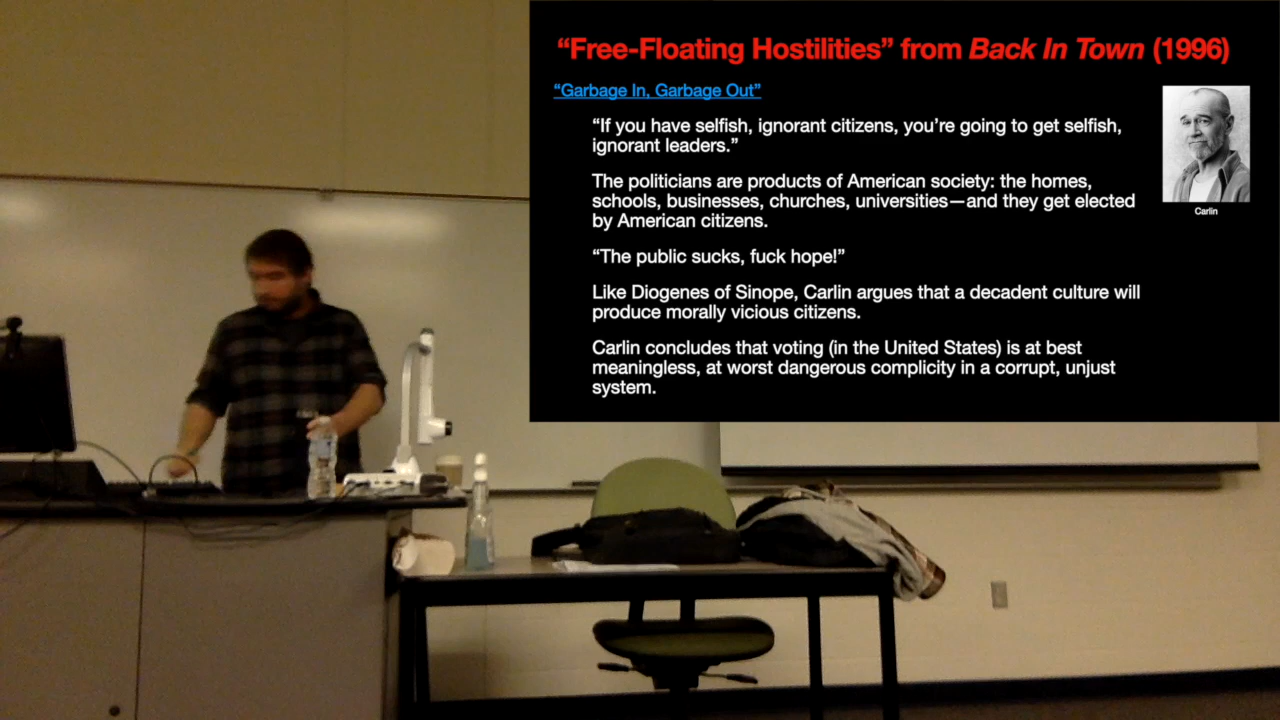 “Free-Floating Hostilities” from Back In Town (1996)
“Garbage In, Garbage Out”
“If you have selfish, ignorant citizens, you’re going to get selfish,
ignorant leaders.”
The politicians are products of American society: the homes,
schools, businesses, churches, universities—and they get elected
by American citizens.
“The public sucks, fuck hope!”
Like Diogenes of Sinope, Carlin argues that a decadent culture will
produce morally vicious citizens.
Carlin concludes that voting (in the United States) is at best
meaningless, at worst dangerous complicity in a corrupt, unjust
system.
Carlin